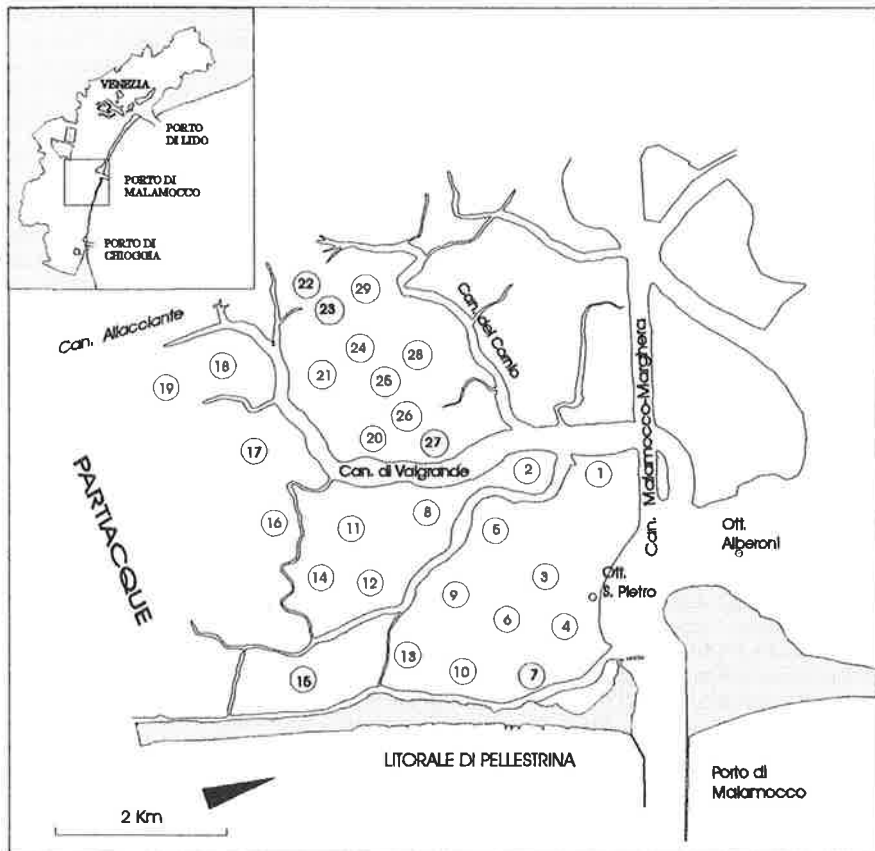 VENEZIA
PORTO
DI LIDO
PORTO DI
MALAMOCCO
PORTO DI
CHIOGGIA
Can. Allacciante
Can. del Cornio
Can. Malamocco-Marghera
22
29
23
24
28
18
21
25
19
26
20
27
17
Can. di Valgrande
2
1
PARTIACQUE
16
11
8
5
Ott.
Alberoni
14
12
3
Ott.
S. Pietro
9
6
4
13
10
7
15
LITORALE DI PELLESTRINA
Porto di
Malamocco
2 Km